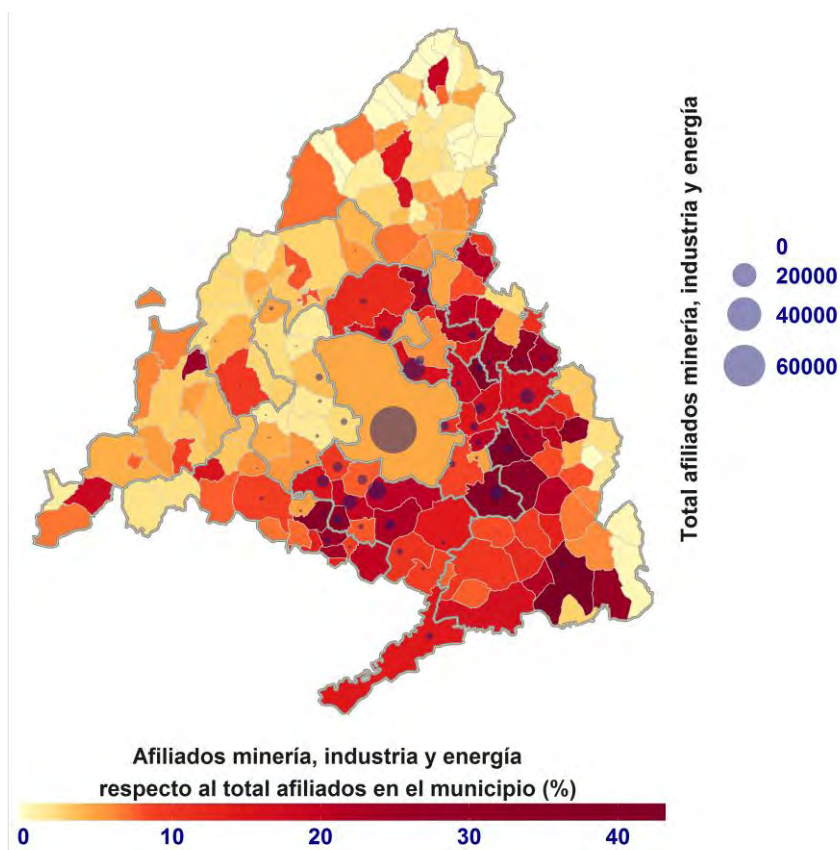 Total afiliados minería, industria y energía
0
20000
40000
60000
Afiliados minería, industria y energía
respecto al total afiliados en el municipio (%)
0 10 20 30 40